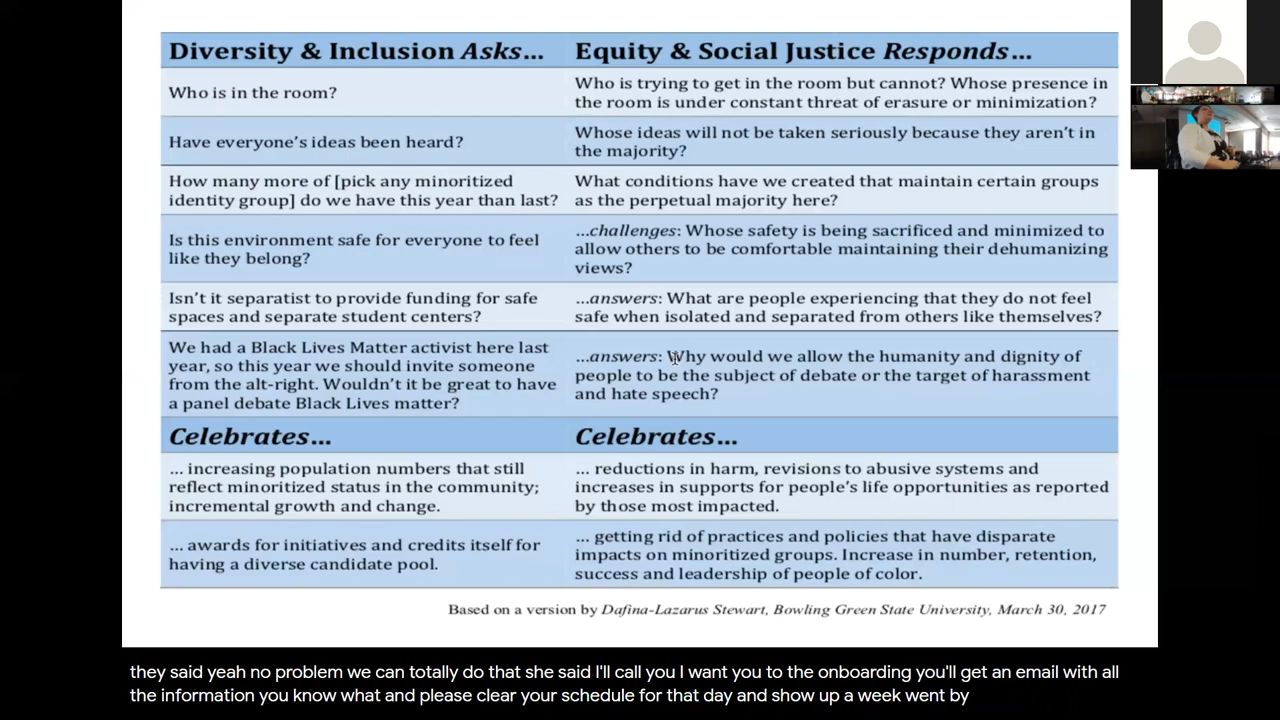 Diversity & Inclusion Asks…
Equity & Social Justice Responds…
Who is in the room?
Who is trying to get in the room but cannot? Whose presence in
the room is under constant threat of erasure or minimization?
Have everyone’s ideas been heard?
Whose ideas will not be taken seriously because they aren’t in
the majority?
How many more of [pick any minoritized
identity group] do we have this year than last?
What conditions have we created that maintain certain groups
as the perpetual majority here?
Is this environment safe for everyone to feel
like they belong?
…challenges: Whose safety is being sacrificed and minimized to
allow others to be comfortable maintaining their dehumanizing
views?
Isn’t it separatist to provide funding for safe
spaces and separate student centers?
…answers: What are people experiencing that they do not feel
safe when isolated and separated from others like themselves?
We had a Black Lives Matter activist here last
year, so this year we should invite someone
from the alt-right. Wouldn’t it be great to have
a panel debate Black Lives matter?
…answers: Why would we allow the humanity and dignity of
people to be the subject of debate or the target of harassment
and hate speech?
Celebrates…
Celebrates…
… increasing population numbers that still
reflect minoritized status in the community;
incremental growth and change.
… reductions in harm, revisions to abusive systems and
increases in supports for people’s life opportunities as reported
by those most impacted.
… awards for initiatives and credits itself for
having a diverse candidate pool.
… getting rid of practices and policies that have disparate
impacts on minoritized groups. Increase in number, retention,
success and leadership of people of color.
Based on a version by Dafina-Lazarus Stewart, Bowling Green State University, March 30, 2017
they said yeah no problem we can totally do that she said I'll call you I want you to the onboarding you'll get an email with all
the information you know what and please clear your schedule for that day and show up a week went by